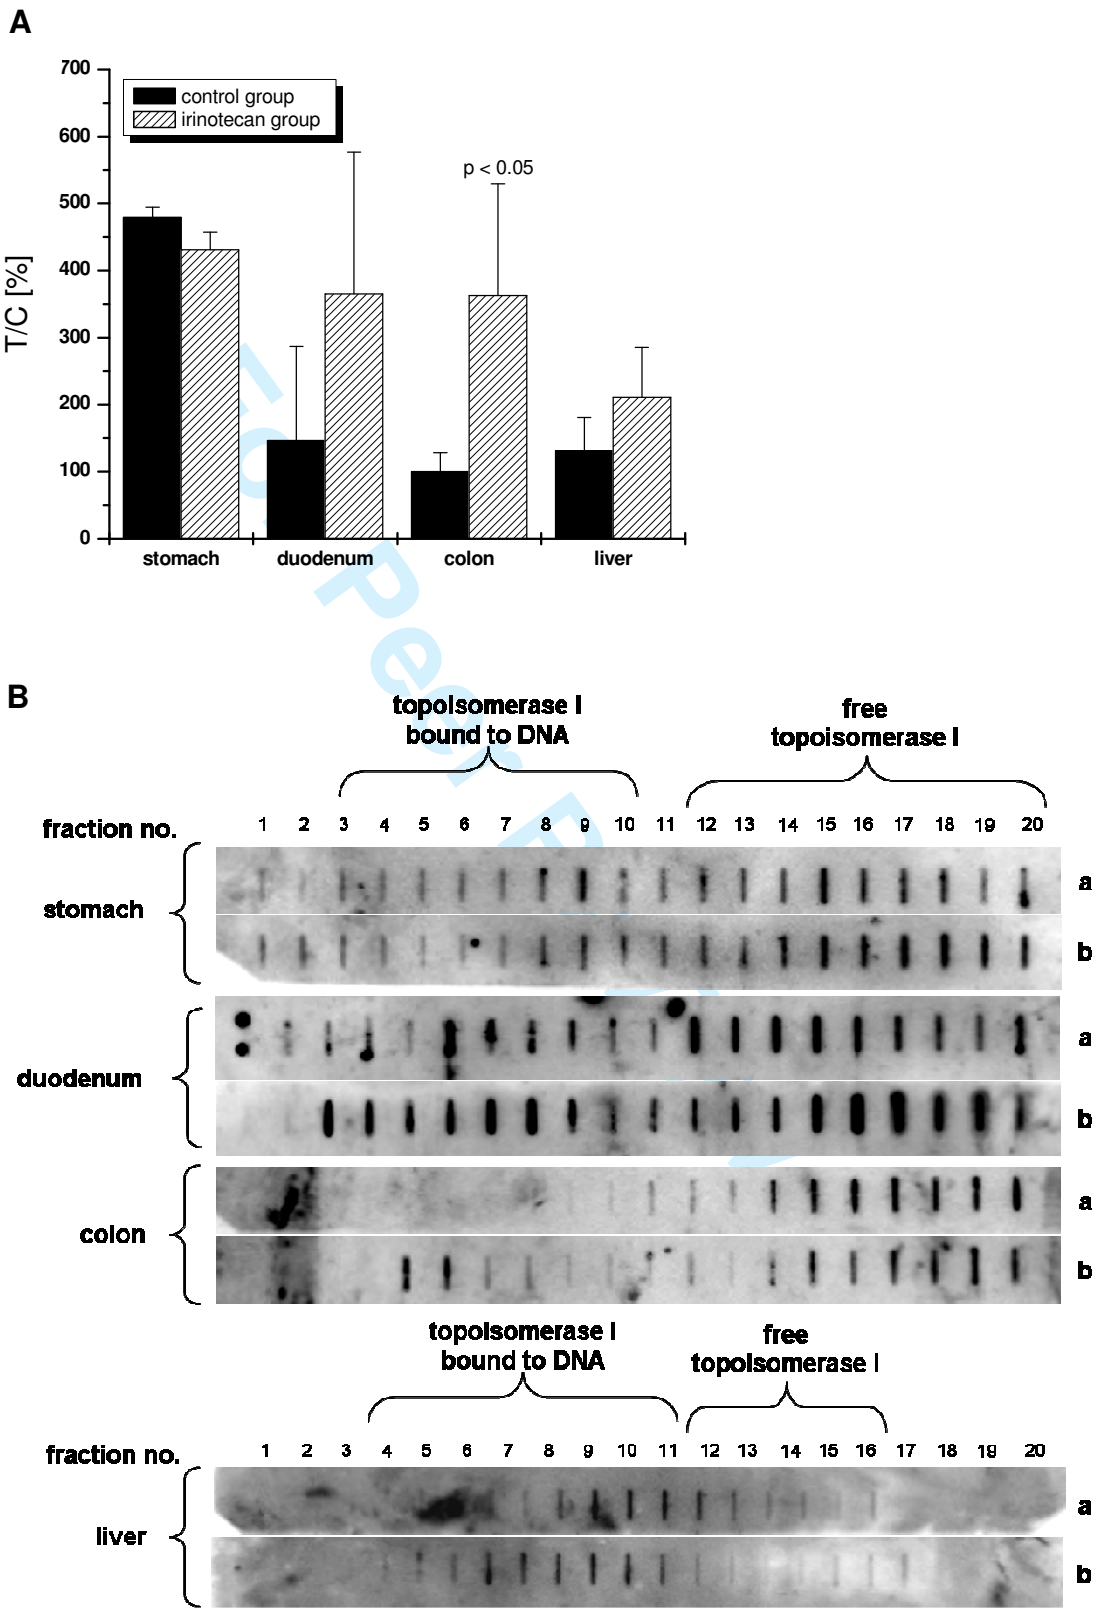 A
700
600
500
400
300
200
100
0
T/C [%]
control group
irinotecan group
p < 0.05
stomach duodenum colon liver
For Peer
B
topoisomerase I
bound to DNA
free
topoisomerase I
fraction no. 1 2 3 4 5 6 7 8 9 10 11 12 13 14 15 16 17 18 19 20
stomach
a
b
duodenum
a
b
colon
a
b
topoisomerase I
bound to DNA
free
topoisomerase I
fraction no. 1 2 3 4 5 6 7 8 9 10 11 12 13 14 15 16 17 18 19 20
liver
a
b